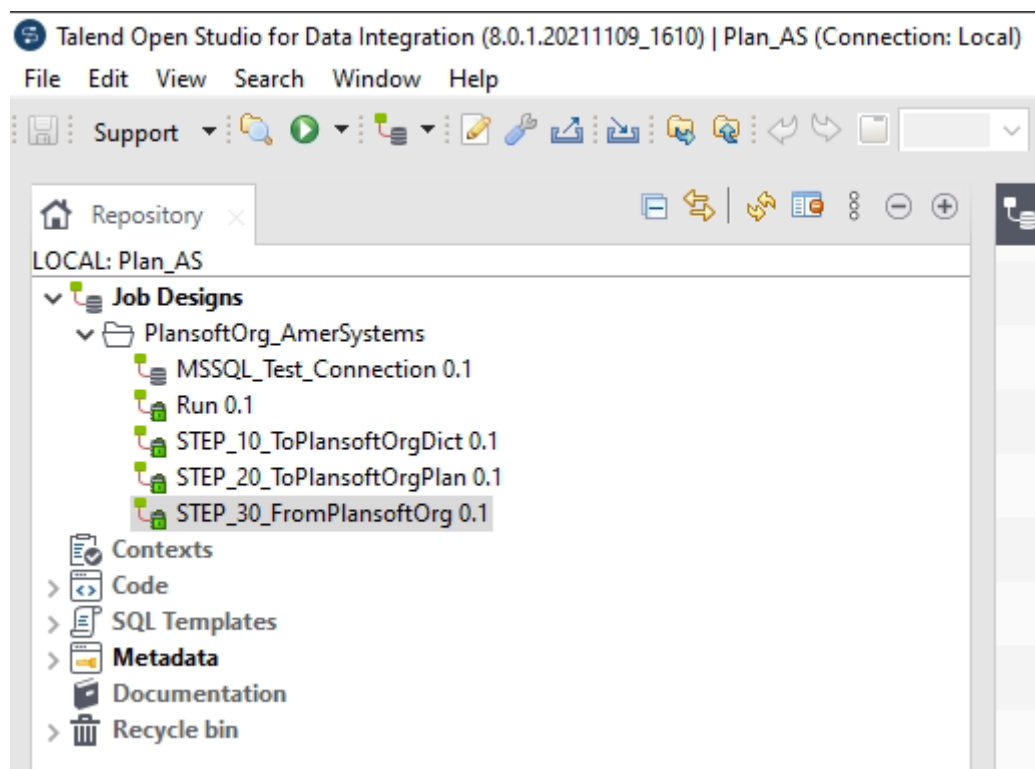 Talend Open Studio for Data Integration (8.0.1.20211109_1610) | Plan_AS (Connection: Local)
File Edit View Search Window Help
Support
Repository
LOCAL: Plan_AS
Job Designs
PlansoftOrg_AmerSystems
MSSQL_Test_Connection 0.1
Run 0.1
STEP_10_ToPlansoftOrgDict 0.1
STEP_20_ToPlansoftOrgPlan 0.1
STEP_30_FromPlansoftOrg 0.1
Contexts
Code
SQL Templates
Metadata
Documentation
Recycle bin